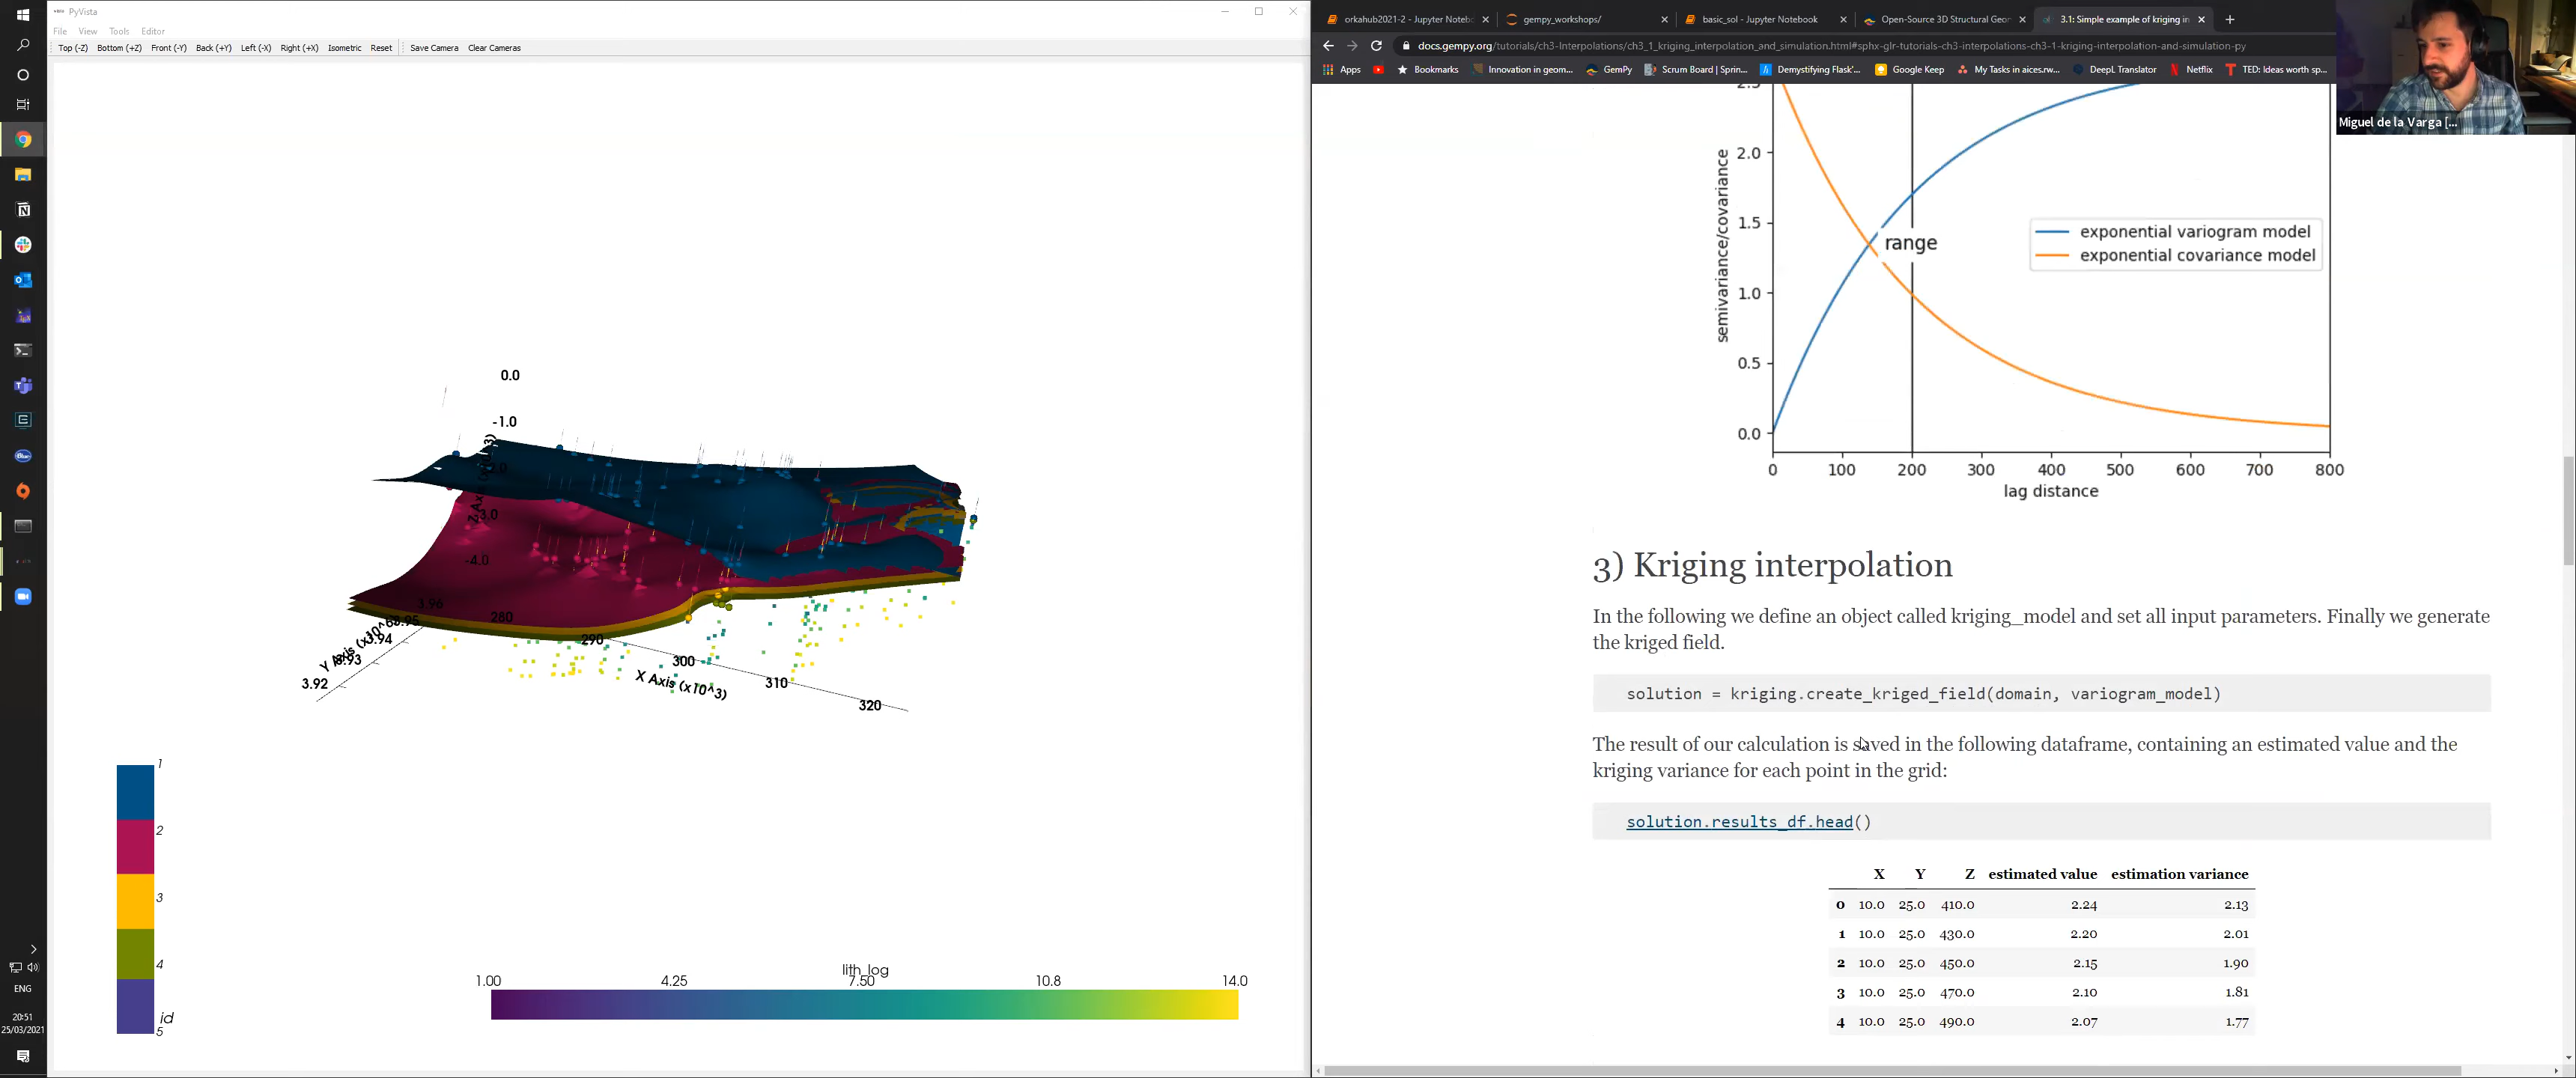 PyVista
File View Tools Editor
Top (-Z) Bottom (+Z) Front (-Y) Back (+Y) Left (-X) Right (+X) Isometric Reset Save Camera Clear Cameras
0.0
-1.0
-3.0
-4.0
3.96
3.94
3.93
3.92
280
290
300
310
320
X Axis (x10^3)
1
2
3
4
5
id
lith_log
1.00 4.25 7.50 10.8 14.0
ENG
20:51
25/03/2021
orkahub2021-2 - Jupyter Notebo
gempy_workshops/
basic_sol - Jupyter Notebook
Open-Source 3D Structural Geor
3.1: Simple example of kriging in
docs.gempy.org/tutorials/ch3-Interpolations/ch3_1_kriging_interpolation_and_simulation.html#sphx-glr-tutorials-ch3-interpolations-ch3-1-kriging-interpolation-and-simulation-py
Apps Bookmarks Innovation in geom... GemPy Scrum Board | Sprin... Demystifying Flask'... Google Keep My Tasks in aices.rw... DeepL Translator Netflix TED: Ideas worth sp...
Miguel de la Varga [...
2.5
2.0
1.5
1.0
0.5
0.0
semivariance/covariance
range
exponential variogram model
exponential covariance model
0 100 200 300 400 500 600 700 800
lag distance
3) Kriging interpolation
In the following we define an object called kriging_model and set all input parameters. Finally we generate
the kriged field.
solution = kriging.create_kriged_field(domain, variogram_model)
The result of our calculation is saved in the following dataframe, containing an estimated value and the
kriging variance for each point in the grid:
solution.results_df.head()
X Y Z estimated value estimation variance
0 10.0 25.0 410.0 2.24 2.13
1 10.0 25.0 430.0 2.20 2.01
2 10.0 25.0 450.0 2.15 1.90
3 10.0 25.0 470.0 2.10 1.81
4 10.0 25.0 490.0 2.07 1.77